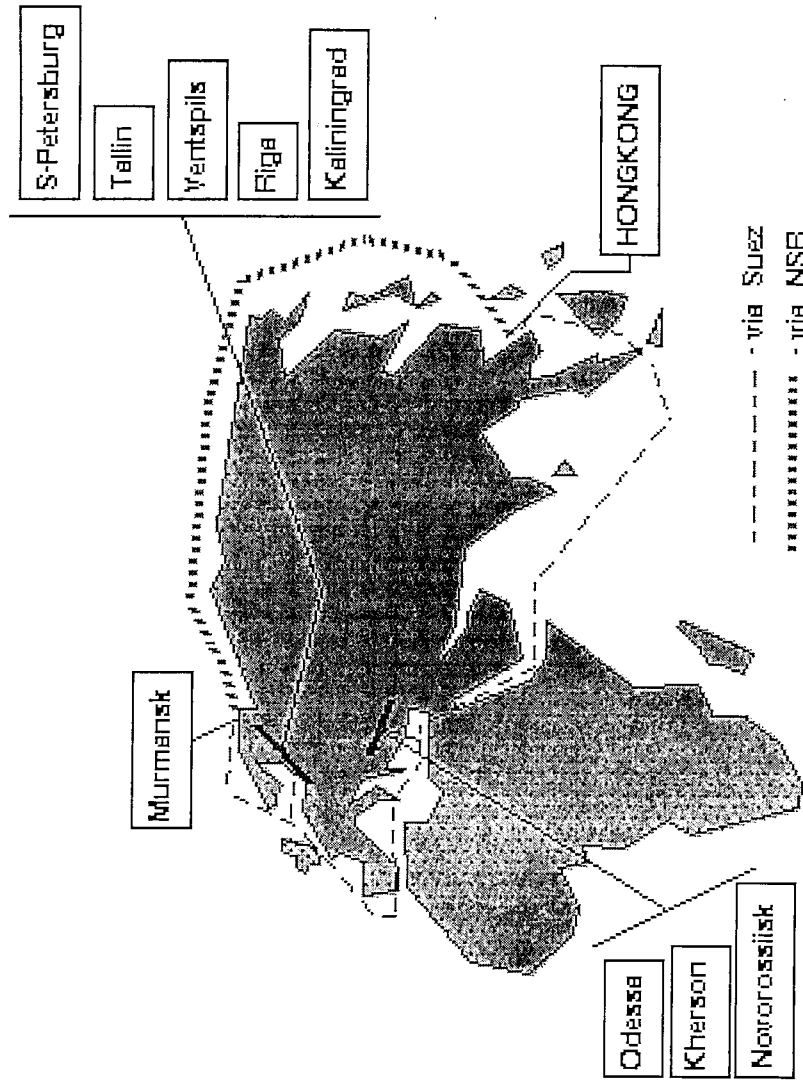 S-Petersburg
Tallin
Ventspils
Riga
Kaliningrad
Murmansk
HONGKONG
Odessa
Kherson
Novorossiisk
- via Suez
- via NSR